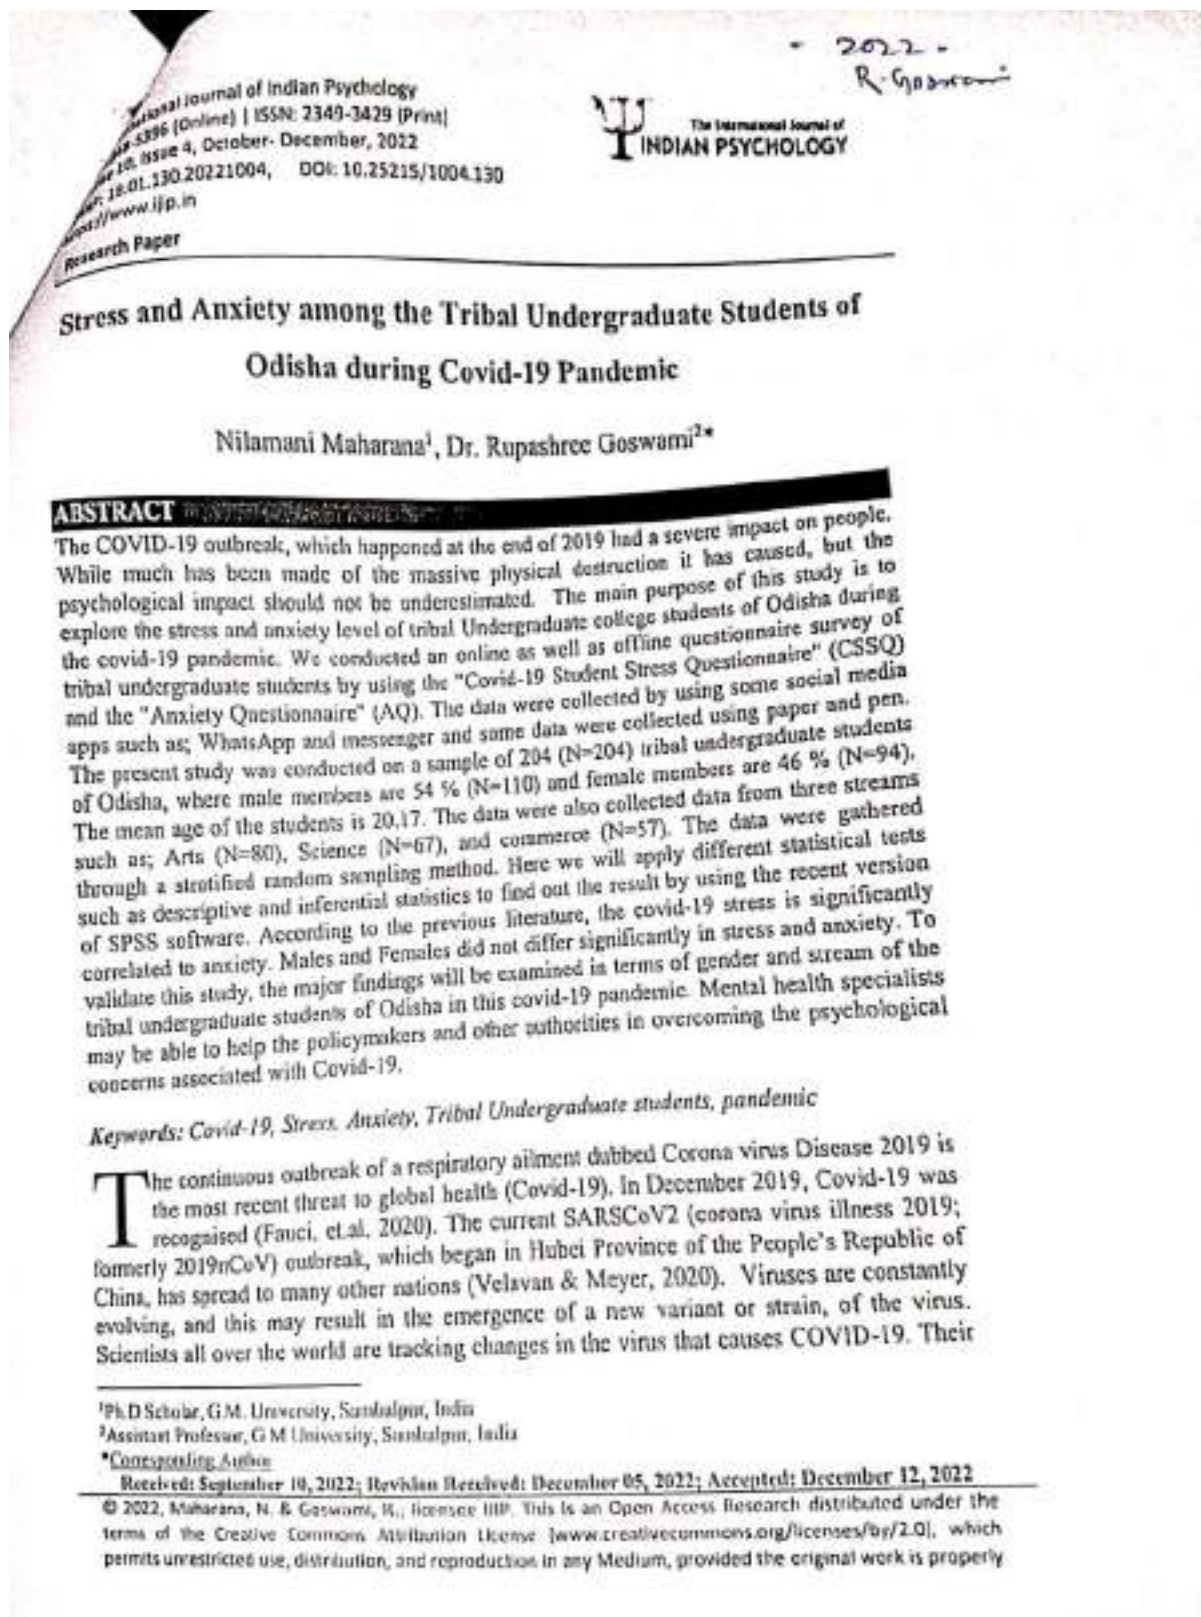 - 2022 -
R. Goswami
Journal of Indian Psychology
5396 (Online) | ISSN: 2349-3429 (Print)
10, Issue 4, October- December, 2022
18.01.130.20221004, DOI: 10.25215/1004.130
://www.ijip.in
Research Paper
The International Journal of
INDIAN PSYCHOLOGY
Stress and Anxiety among the Tribal Undergraduate Students of
Odisha during Covid-19 Pandemic
Nilamani Maharana¹, Dr. Rupashree Goswami²*
ABSTRACT
The COVID-19 outbreak, which happened at the end of 2019 had a severe impact on people.
While much has been made of the massive physical destruction it has caused, but the
psychological impact should not be underestimated. The main purpose of this study is to
explore the stress and anxiety level of tribal Undergraduate college students of Odisha during
the covid-19 pandemic. We conducted an online as well as offline questionnaire survey of
tribal undergraduate students by using the "Covid-19 Student Stress Questionnaire" (CSSQ)
and the "Anxiety Questionnaire" (AQ). The data were collected by using some social media
apps such as; WhatsApp and messenger and some data were collected using paper and pen.
The present study was conducted on a sample of 204 (N=204) tribal undergraduate students
of Odisha, where male members are 54 % (N=110) and female members are 46 % (N=94).
The mean age of the students is 20.17. The data were also collected data from three streams
such as; Arts (N=80), Science (N=67), and commerce (N=57). The data were gathered
through a stratified random sampling method. Here we will apply different statistical tests
such as descriptive and inferential statistics to find out the result by using the recent version
of SPSS software. According to the previous literature, the covid-19 stress is significantly
correlated to anxiety. Males and Females did not differ significantly in stress and anxiety. To
validate this study, the major findings will be examined in terms of gender and stream of the
tribal undergraduate students of Odisha in this covid-19 pandemic. Mental health specialists
may be able to help the policymakers and other authorities in overcoming the psychological
concerns associated with Covid-19.
Keywords: Covid-19, Stress, Anxiety, Tribal Undergraduate students, pandemic
The continuous outbreak of a respiratory ailment dubbed Corona virus Disease 2019 is
the most recent threat to global health (Covid-19). In December 2019, Covid-19 was
recognised (Fauci, et.al, 2020). The current SARSCoV2 (corona virus illness 2019;
formerly 2019nCoV) outbreak, which began in Hubei Province of the People's Republic of
China, has spread to many other nations (Velavan & Meyer, 2020). Viruses are constantly
evolving, and this may result in the emergence of a new variant or strain, of the virus.
Scientists all over the world are tracking changes in the virus that causes COVID-19. Their
¹Ph.D Scholar, G.M. University, Sambalpur, India
²Assistant Professor, G M University, Sambalpur, India
*Corresponding Author
Received: September 10, 2022; Revision Received: December 05, 2022; Accepted: December 12, 2022
© 2022, Maharana, N. & Goswami, R., licensee IJIP. This is an Open Access Research distributed under the
terms of the Creative Commons Attribution License (www.creativecommons.org/licenses/by/2.0), which
permits unrestricted use, distribution, and reproduction in any Medium, provided the original work is properly